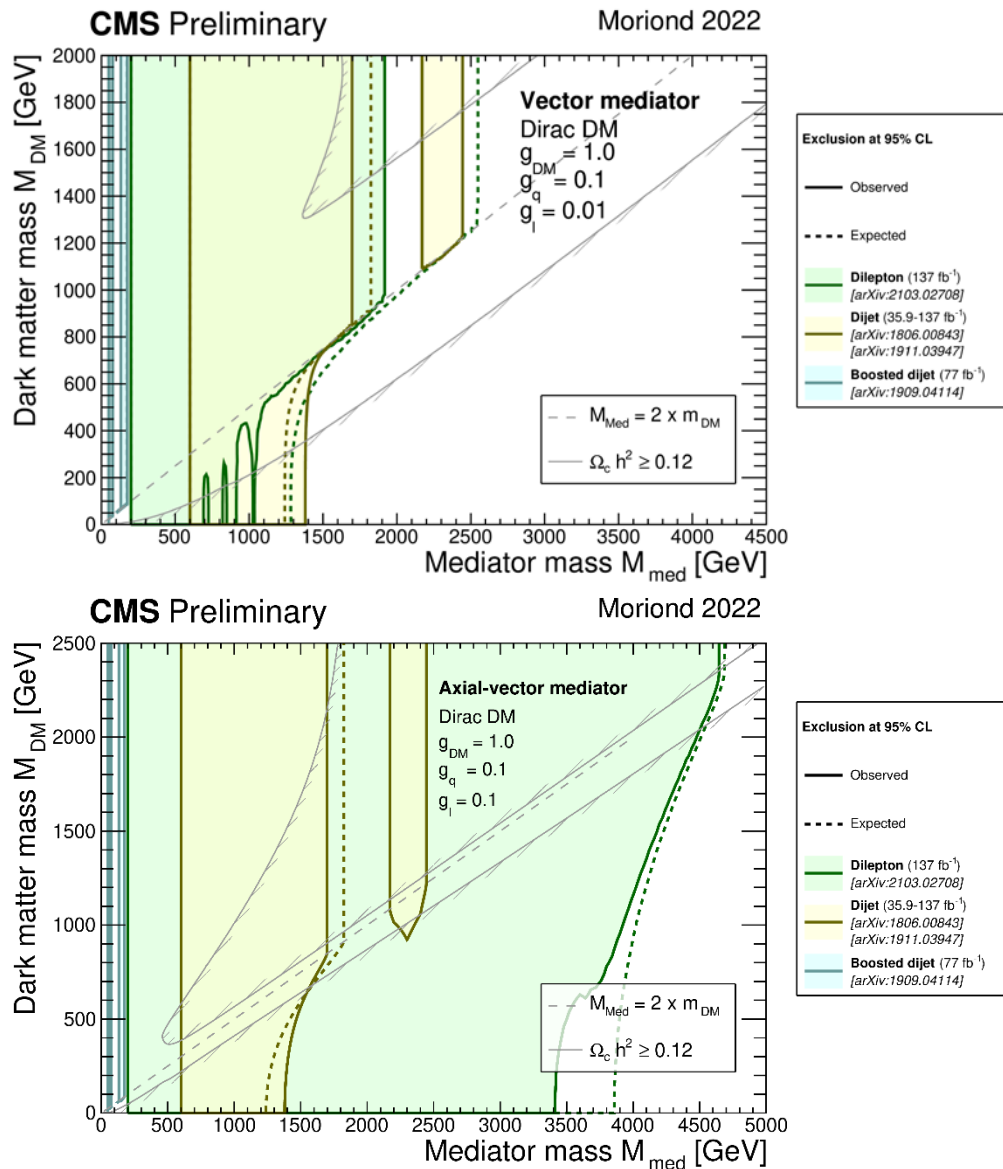 CMS Preliminary Moriond 2022
Dark matter mass M_DM [GeV]
2000
1800
1600
1400
1200
1000
800
600
400
200
0
Vector mediator
Dirac DM
g_DM = 1.0
g_q = 0.1
g_l = 0.01
M_Med = 2 x m_DM
Ω_c h² ≥ 0.12
0 500 1000 1500 2000 2500 3000 3500 4000 4500
Mediator mass M_med [GeV]
Exclusion at 95% CL
Observed
Expected
Dilepton (137 fb⁻¹)
[arXiv:2103.02708]
Dijet (35.9-137 fb⁻¹)
[arXiv:1806.00843]
[arXiv:1911.03947]
Boosted dijet (77 fb⁻¹)
[arXiv:1909.04114]
CMS Preliminary Moriond 2022
Dark matter mass M_DM [GeV]
2500
2000
1500
1000
500
0
Axial-vector mediator
Dirac DM
g_DM = 1.0
g_q = 0.1
g_l = 0.1
M_Med = 2 x m_DM
Ω_c h² ≥ 0.12
0 500 1000 1500 2000 2500 3000 3500 4000 4500 5000
Mediator mass M_med [GeV]
Exclusion at 95% CL
Observed
Expected
Dilepton (137 fb⁻¹)
[arXiv:2103.02708]
Dijet (35.9-137 fb⁻¹)
[arXiv:1806.00843]
[arXiv:1911.03947]
Boosted dijet (77 fb⁻¹)
[arXiv:1909.04114]